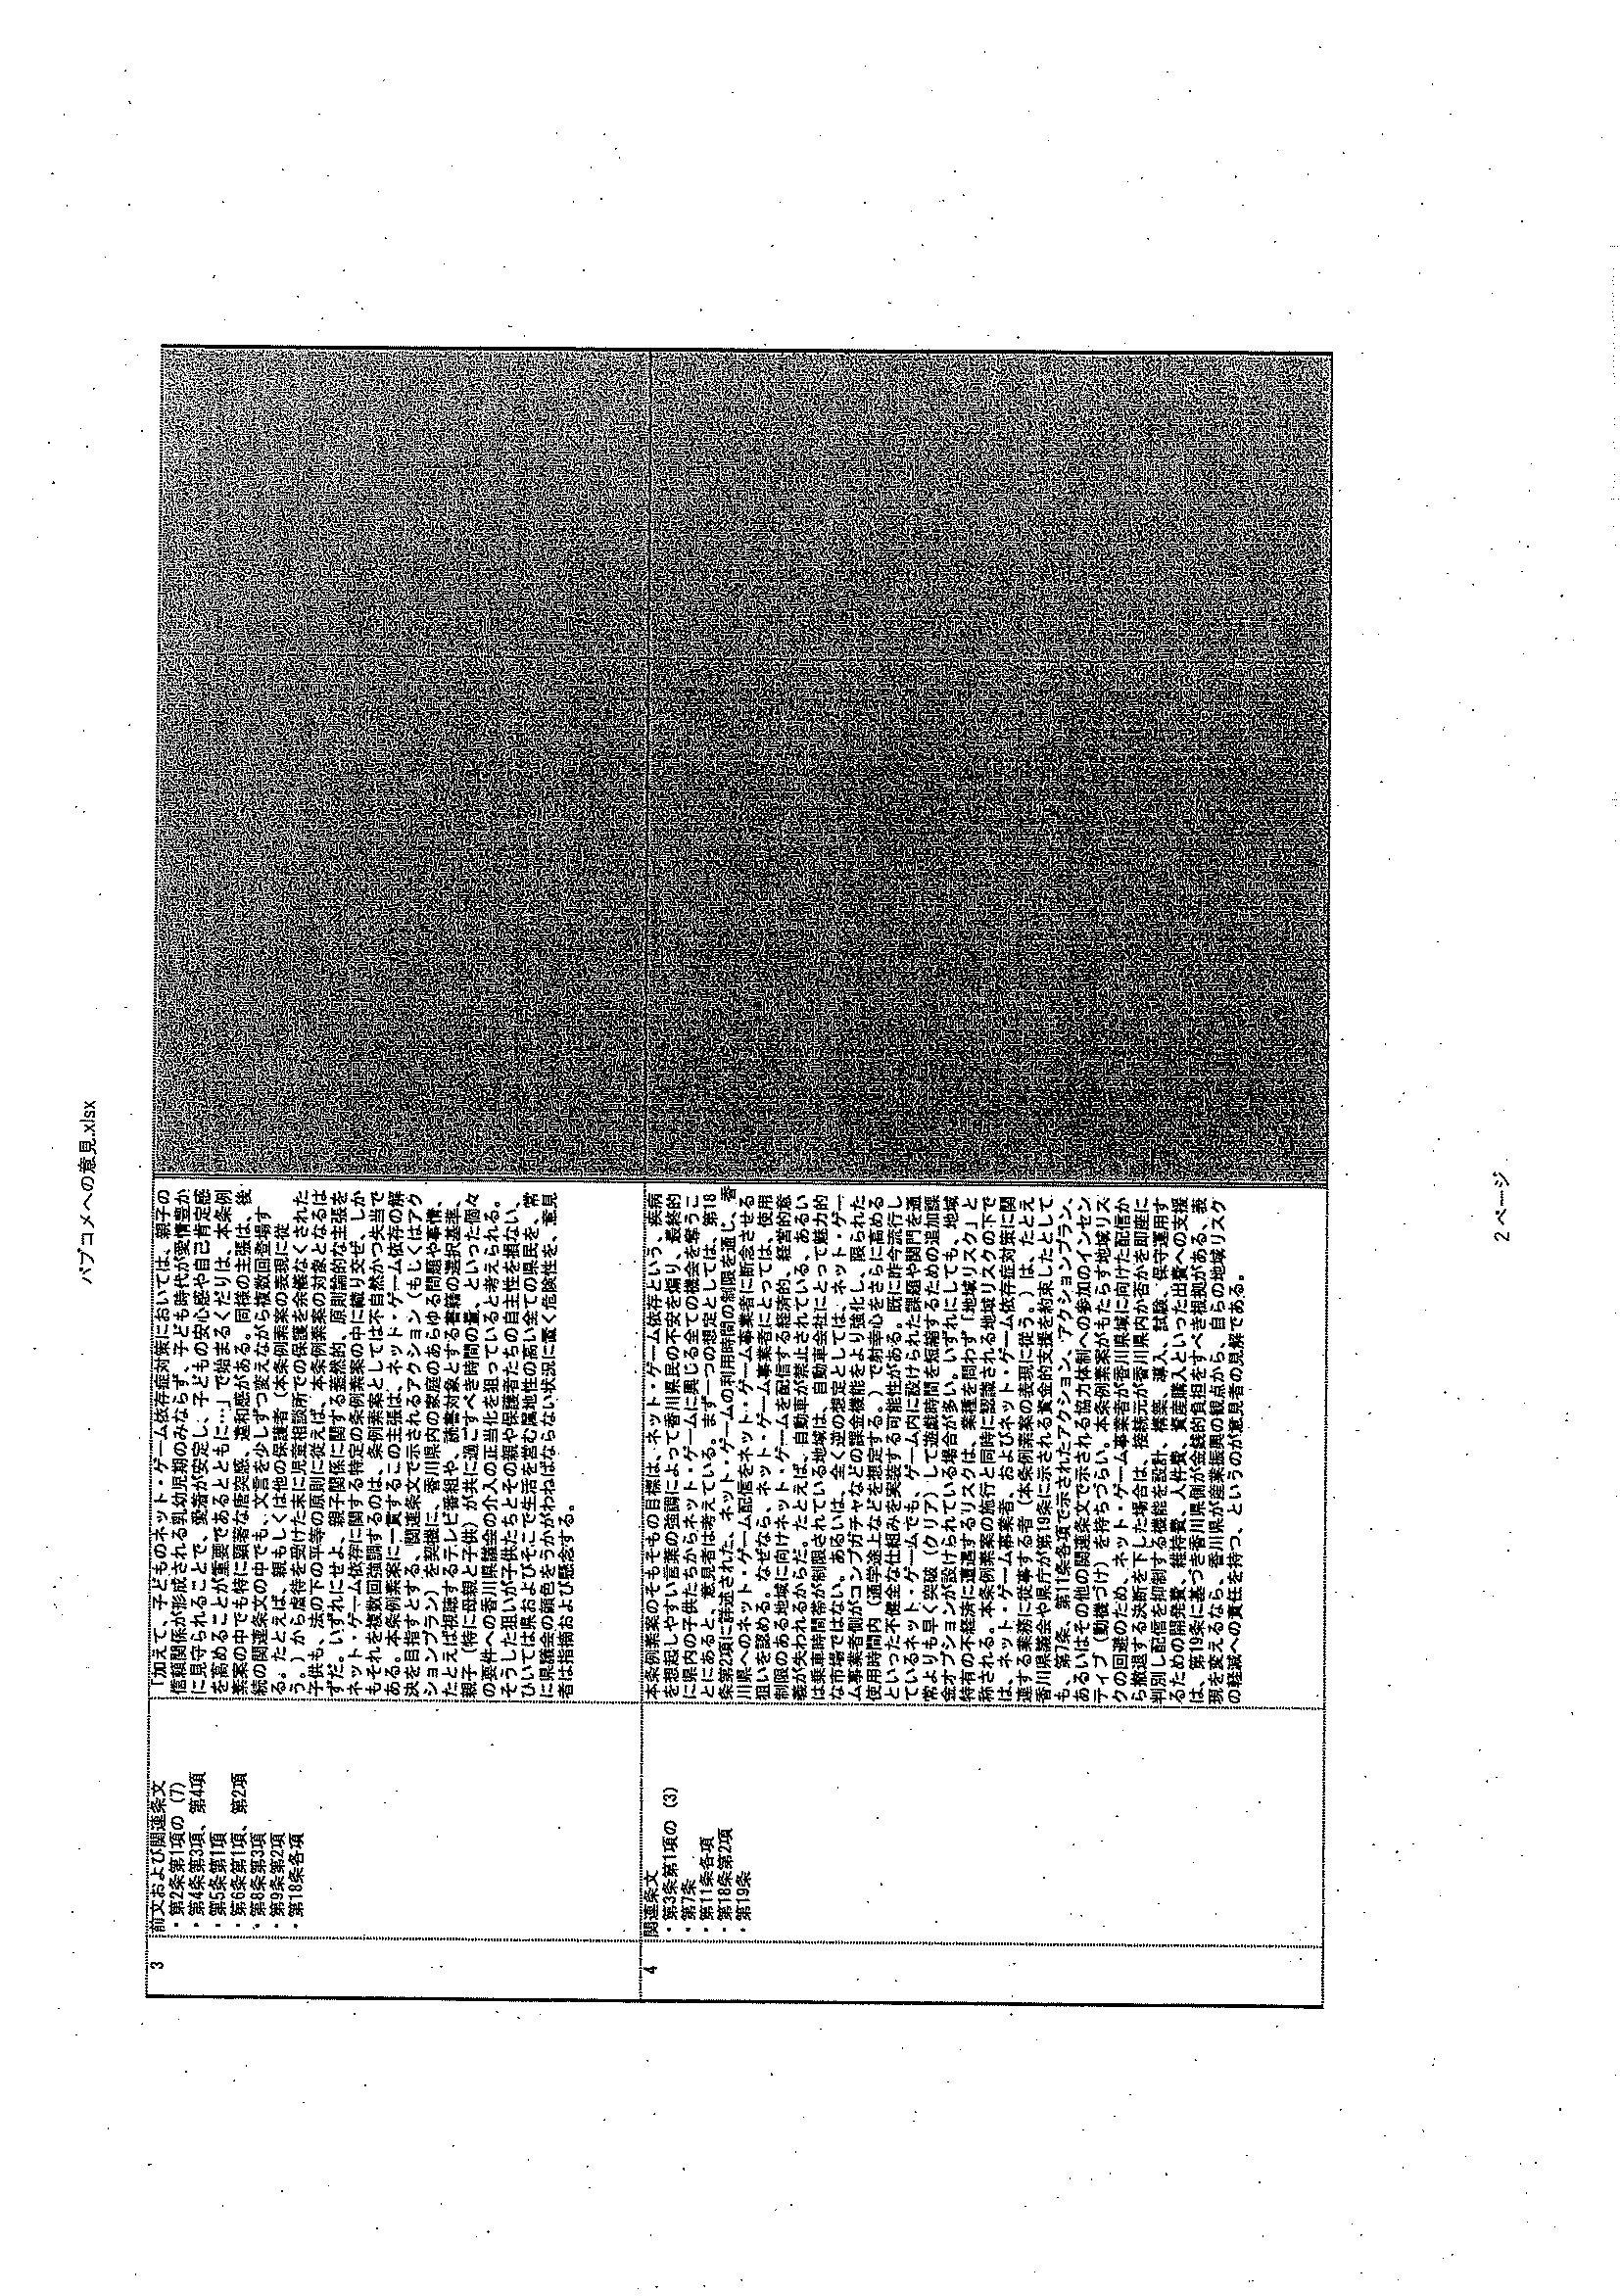 パブコメへの意見.xlsx
3
前文および関連条文
・第2条第1項の (7)
・第4条第3項、第4項
・第5条第1項
・第6条第1項、第2項
・第8条第3項
・第9条第2項
・第18条各項
「加えて、子どものネット・ゲーム依存症対策においては、親子の
信頼関係が形成される乳幼児期のみならず、子ども時代が愛情豊か
に見守られることで、愛着が安定し、子どもの安心感や自己肯定感
を高めることが重要であるとともに…」で始まるくだりは、本条例
素案の中でも特に顕著な唐突感、違和感がある。同様の主張は、後
続の関連条文の中でも、文言を少しずつ変えながら複数回登場す
る。たとえば、親もしくは他の保護者（本条例素案の表現に従
う。）から虐待を受けた末に児童相談所での保護を余儀なくされた
子供も、法の下の平等の原則に従えば、本条例素案の対象となるは
ずだ。いずれにせよ、親子関係に関する蓋然的、原則論的な主張を
ネット・ゲーム依存に関する特定の条例素案の中に織り交ぜ、しか
もそれを複数回強調するのは、条例素案としては不自然かつ失当で
ある。本条例素案に一貫するこの主張は、ネット・ゲーム依存の解
決を目指すとする、関連条文で示されるアクション（もしくはアク
ションプラン）を契機に、香川県内の家庭のあらゆる問題や事情、
たとえば視聴するテレビ番組や、読書対象とする書籍の選択基準、
親子（特に母親と子供）が共に過ごすべき時間の量、といった個々
の要件への香川県議会の介入の正当化を狙っていると考えられる。
そうした狙いが子供たちとその親や保護者たちの自主性を損ない、
ひいては県およびそこで生活を営む属地性の高い全ての県民を、常
に県議会の顔色をうかがわねばならない状況に置く危険性を、意見
者は指摘および懸念する。
4
関連条文
・第3条第1項の (3)
・第7条
・第11条各項
・第18条第2項
・第19条
本条例素案のそもそもの目標は、ネット・ゲーム依存という、疾病
を想起しやすい言葉の強調によって香川県民の不安を煽り、最終的
に県内の子供たちからネット・ゲームに興じる全ての機会を奪うこ
とにあると、意見者は考えている。まず一つの想定としては、第18
条第2項に詳述された、ネット・ゲームの利用時間の制限を通じ、香
川県へのネット・ゲーム配信をネット・ゲーム事業者に断念させる
狙いを認める。なぜなら、ネット・ゲーム事業者にとっては、使用
制限のある地域に向けネット・ゲームを配信する経済的、経営的意
義が失われるからだ。たとえば、自動車が禁止されている、あるい
は乗車時間帯が制限されている地域は、自動車会社にとって魅力的
な市場ではない。あるいは、全く逆の想定としては、ネット・ゲー
ム事業者側がコンプガチャなどの課金機能をより強化し、限られた
使用時間内（通学途上などを想定する。）で射幸心をさらに高める
といった不健全な仕組みを実装する可能性がある。既に昨今流行し
ているネット・ゲームでも、ゲーム内に設けられた課題や関門を通
常よりも早く突破（クリア）して遊戯時間を短縮するための追加課
金オプションが設けられている場合が多い。いずれにしても、地域
特有の不経済に遭遇するリスクは、業種を問わず「地域リスク」と
称される。本条例素案の施行と同時に認識される地域リスクの下で
は、ネット・ゲーム事業者、およびネット・ゲーム依存症対策に関
連する業務に従事する者（本条例素案の表現に従う。）は、たとえ
香川県議会や県庁が第19条に示される資金的支援を約束したとして
も、第7条、第11条各項で示されたアクション、アクションプラン、
あるいはその他の関連条文で示される協力体制への参加のインセン
ティブ（動機づけ）を持ちづらい。本条例素案がもたらす地域リス
クの回避のため、ネット・ゲーム事業者が香川県域に向けた配信か
ら撤退する決断を下した場合は、接続元が香川県内か否かを即座に
判別し配信を抑制する機能を設計、構築、導入、試験、保守運用す
るための開発費、維持費、人件費、資産購入といった出費への支援
は、第19条に基づき香川県側が金銭的負担をすべき根拠がある。表
現を変えるなら、香川県が産業振興の観点から、自らの地域リスク
の軽減への責任を持つ、というのが意見者の見解である。
2 ページ